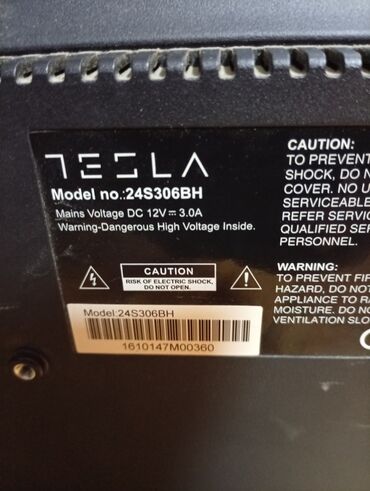 TESLA
Model no.:24S306BH
Mains Voltage DC 12V⎓ 3.0A
Warning-Dangerous High Voltage Inside.
CAUTION
RISK OF ELECTRIC SHOCK,
DO NOT OPEN.
Model:24S306BH
1610147M00360
CAUTION:
TO PREVENT
SHOCK, DO NO
COVER. NO U
SERVICEABLE
REFER SERVIC
QUALIFIED SER
PERSONNEL.
WARNING:
TO PREVENT FIR
HAZARD, DO NOT
APPLIANCE TO RA
MOISTURE. DO NO
VENTILATION SLO